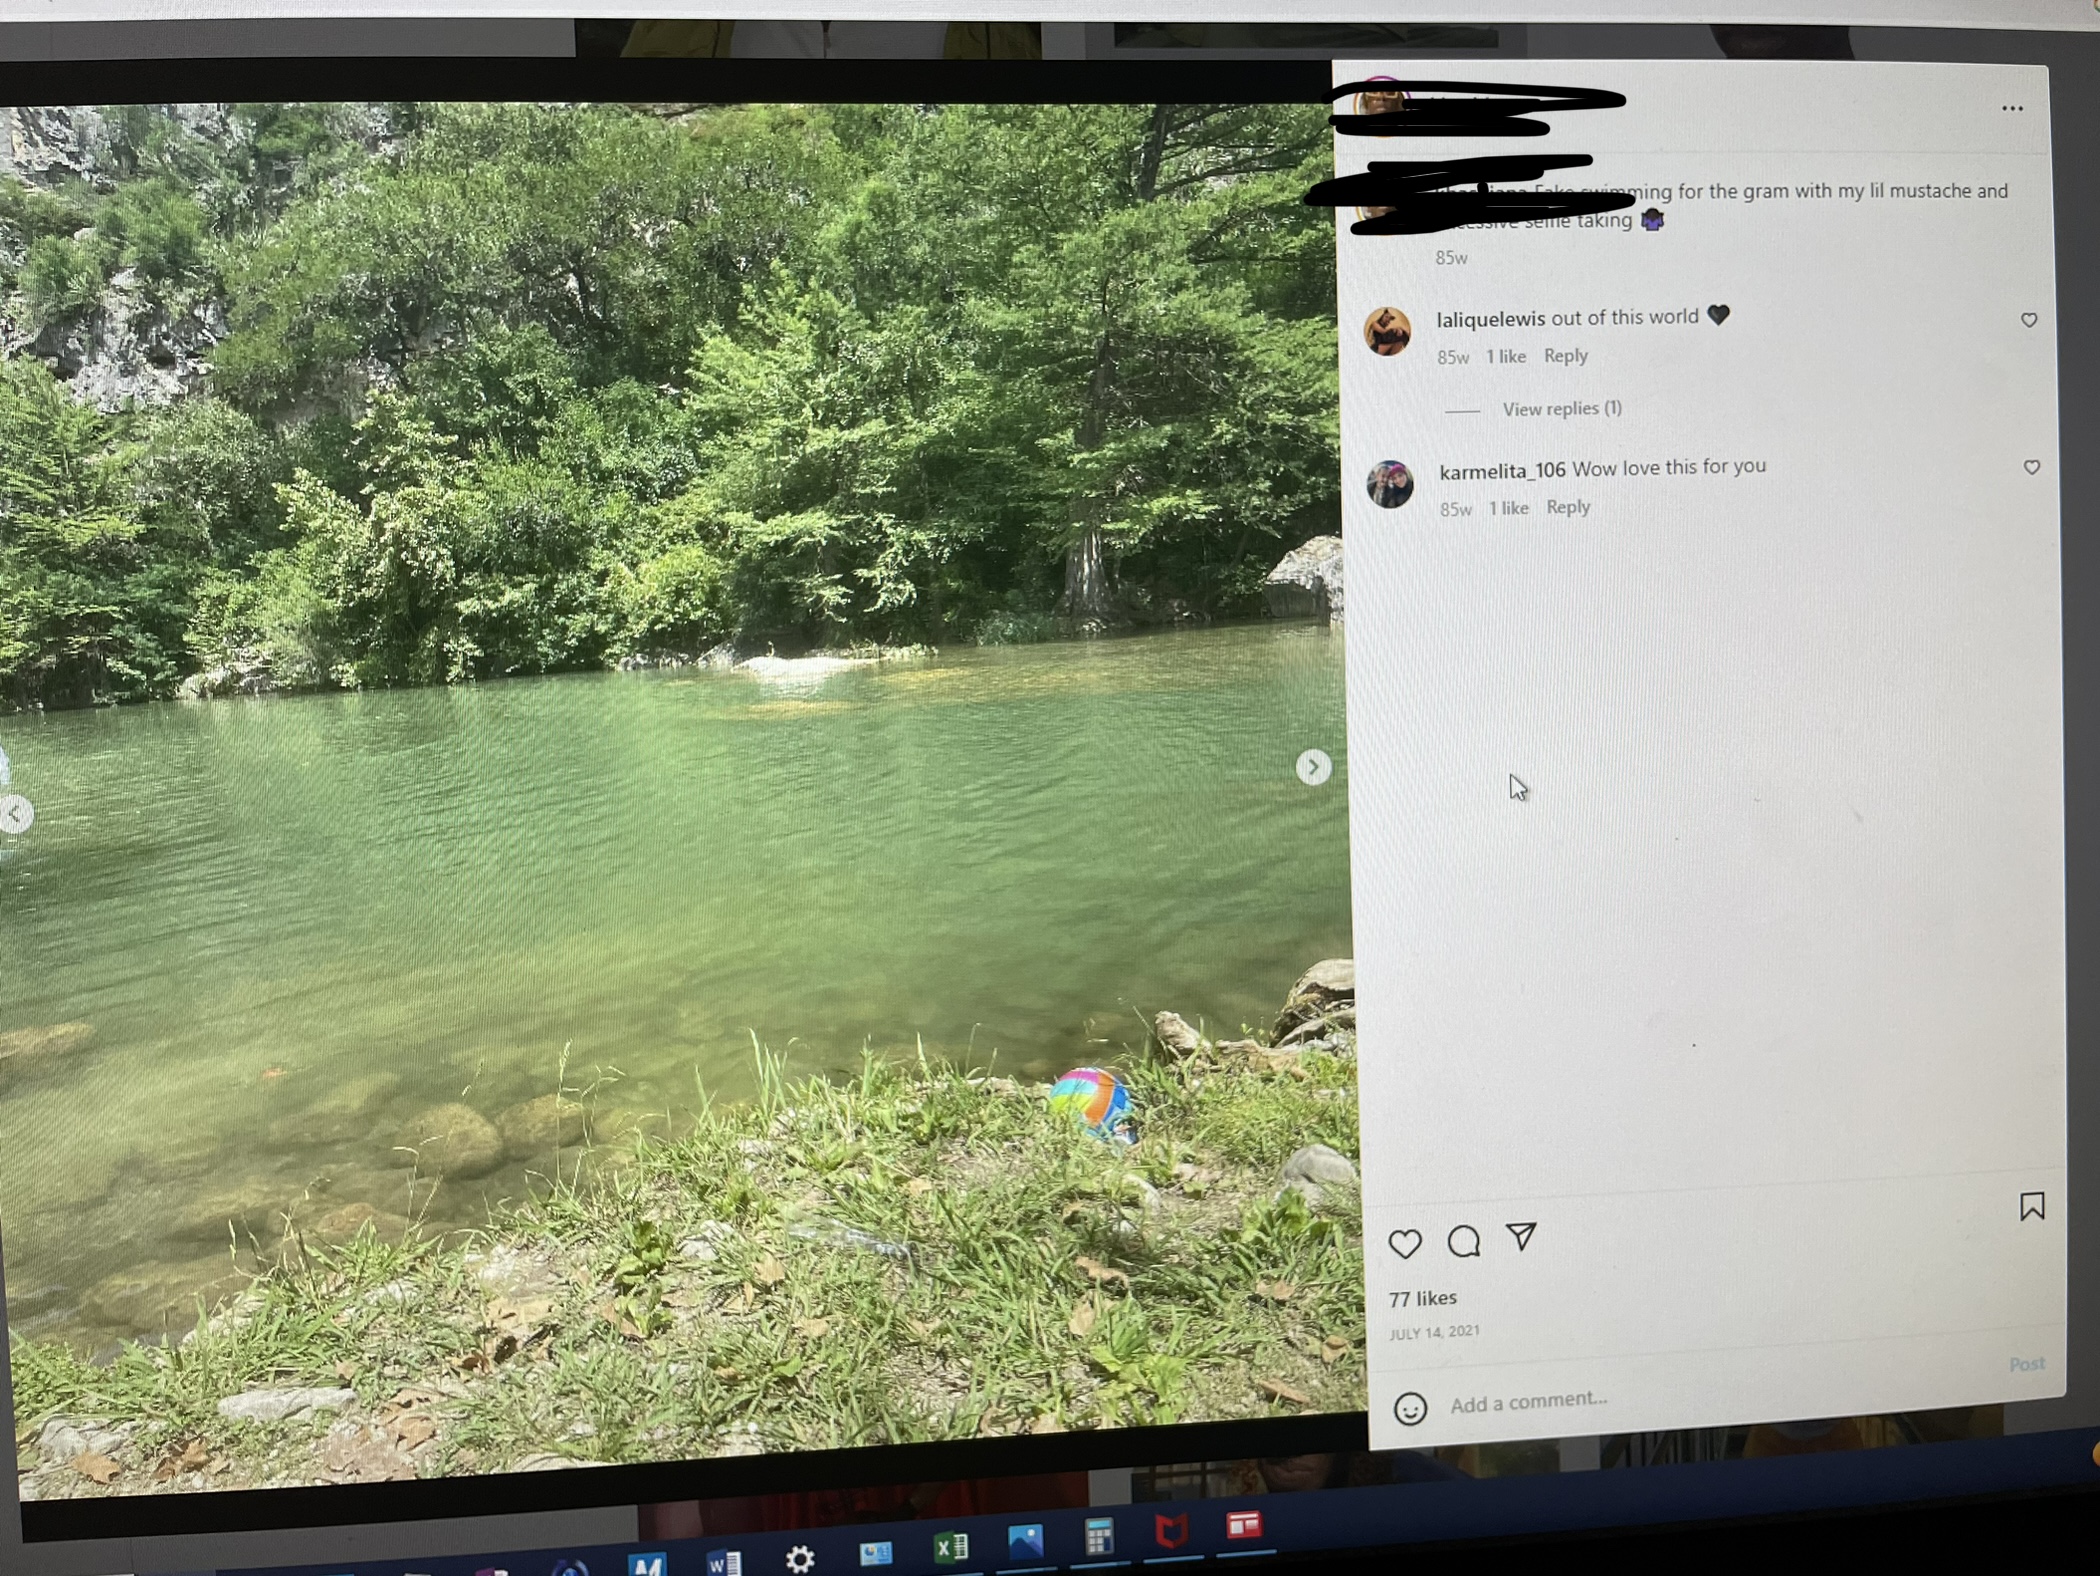 swimming for the gram with my lil mustache and
selfie taking
85w
laliquelewis out of this world 🖤
85w 1 like Reply
View replies (1)
karmelita_106 Wow love this for you
85w 1 like Reply
77 likes
JULY 14, 2021
Post
Add a comment...